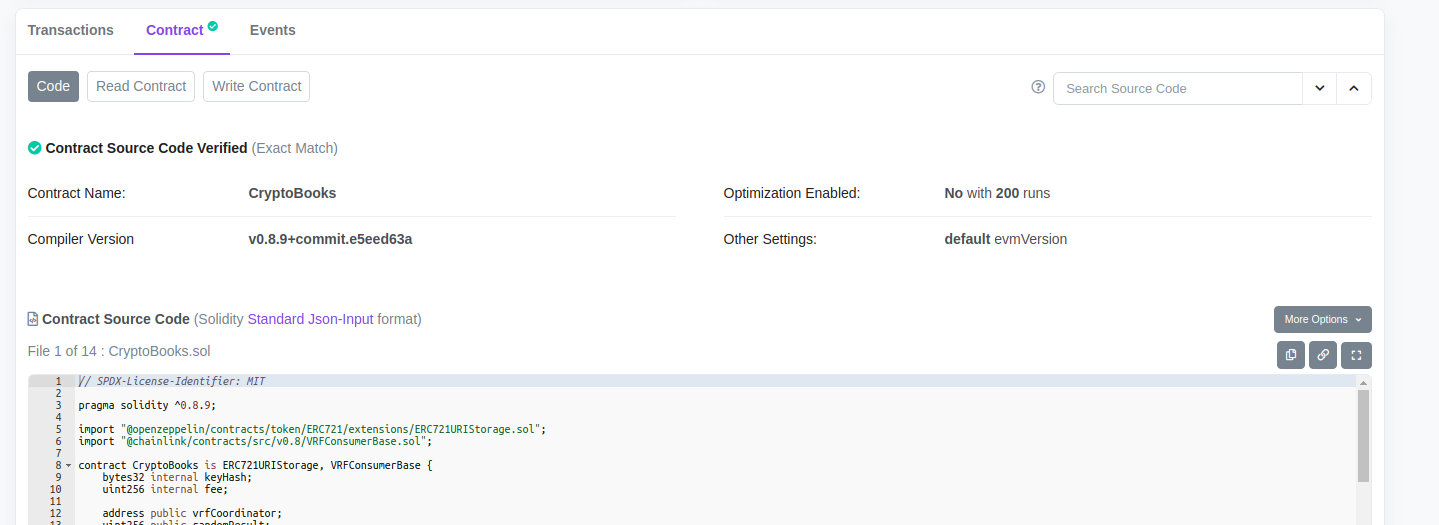 Transactions Contract Events
Code Read Contract Write Contract Search Source Code
Contract Source Code Verified (Exact Match)
Contract Name: CryptoBooks Optimization Enabled: No with 200 runs
Compiler Version v0.8.9+commit.e5eed63a Other Settings: default evmVersion
Contract Source Code (Solidity Standard Json-Input format) More Options
File 1 of 14 : CryptoBooks.sol
1 // SPDX-License-Identifier: MIT
2
3 pragma solidity ^0.8.9;
4
5 import "@openzeppelin/contracts/token/ERC721/extensions/ERC721URIStorage.sol";
6 import "@chainlink/contracts/src/v0.8/VRFConsumerBase.sol";
7
8 contract CryptoBooks is ERC721URIStorage, VRFConsumerBase {
9 bytes32 internal keyHash;
10 uint256 internal fee;
11
12 address public vrfCoordinator;
13 uint256 public randomResult;